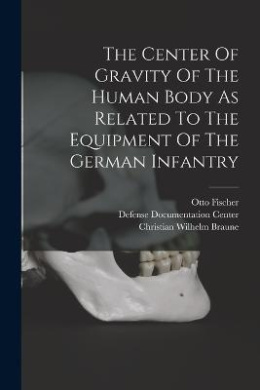 The Center Of
Gravity Of The
Human Body As
Related To The
Equipment Of The
German Infantry
Otto Fischer
Defense Documentation Center
Christian Wilhelm Braune